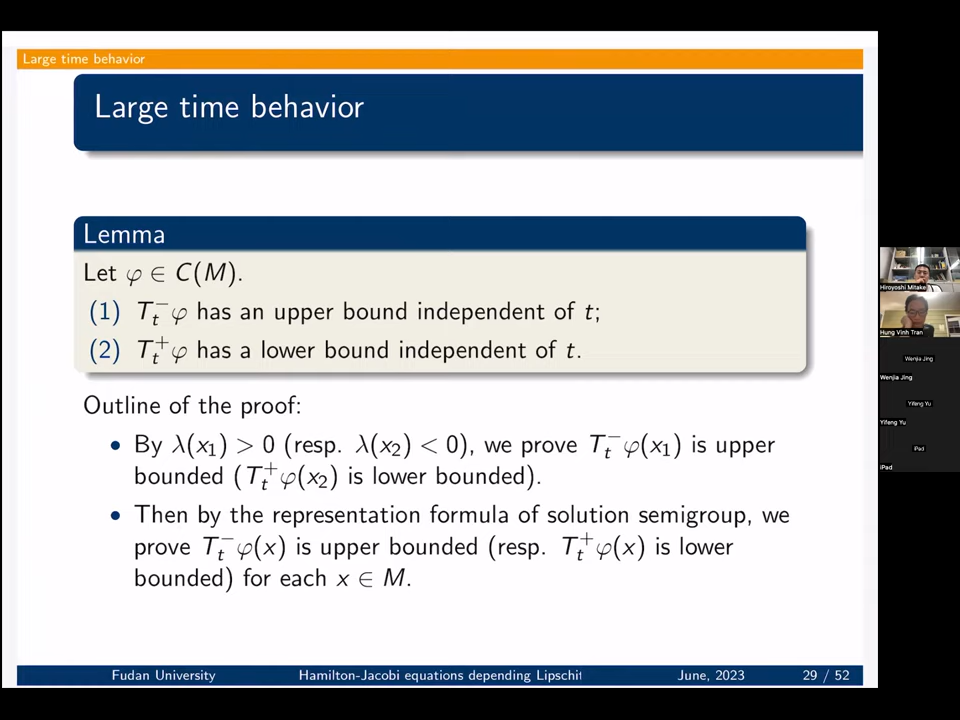 Large time behavior
Large time behavior
Lemma
Let φ ∈ C(M).
(1) T⁻ₜφ has an upper bound independent of t;
(2) T⁺ₜφ has a lower bound independent of t.
Outline of the proof:
• By λ(x₁) > 0 (resp. λ(x₂) < 0), we prove T⁻ₜφ(x₁) is upper
bounded (T⁺ₜφ(x₂) is lower bounded).
• Then by the representation formula of solution semigroup, we
prove T⁻ₜφ(x) is upper bounded (resp. T⁺ₜφ(x) is lower
bounded) for each x ∈ M.
Fudan University Hamilton-Jacobi equations depending Lipschit June, 2023 29 / 52
Hiroyoshi Mitake
Hung Vinh Tran
Wenjia Jing
Wenjia Jing
Yifeng Yu
Yifeng Yu
iPad
iPad